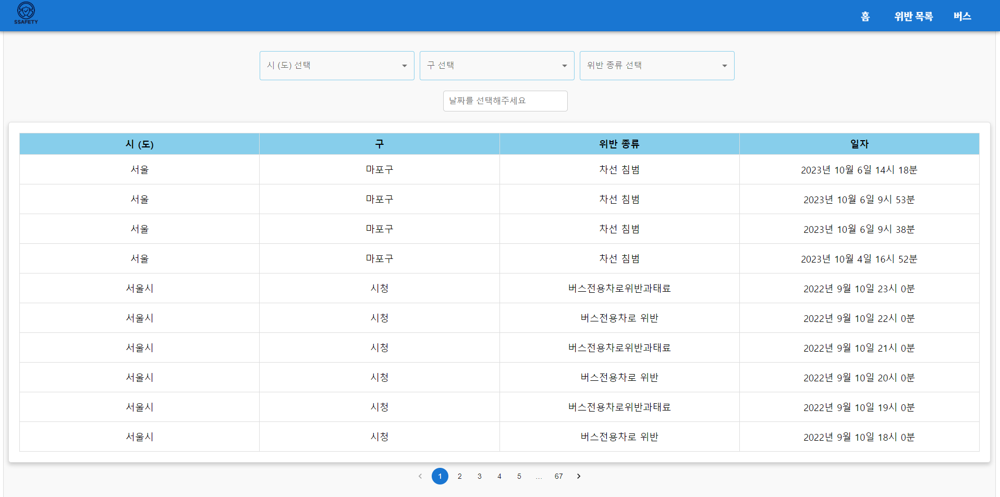 SSAFETY
홈 위반 목록 버스
시 (도) 선택 구 선택 위반 종류 선택
날짜를 선택해주세요
시 (도) 구 위반 종류 일자
서울 마포구 차선 침범 2023년 10월 6일 14시 18분
서울 마포구 차선 침범 2023년 10월 6일 9시 53분
서울 마포구 차선 침범 2023년 10월 6일 9시 38분
서울 마포구 차선 침범 2023년 10월 4일 16시 52분
서울시 시청 버스전용차로위반과태료 2022년 9월 10일 23시 0분
서울시 시청 버스전용차로 위반 2022년 9월 10일 22시 0분
서울시 시청 버스전용차로위반과태료 2022년 9월 10일 21시 0분
서울시 시청 버스전용차로 위반 2022년 9월 10일 20시 0분
서울시 시청 버스전용차로위반과태료 2022년 9월 10일 19시 0분
서울시 시청 버스전용차로 위반 2022년 9월 10일 18시 0분
1 2 3 4 5 … 67